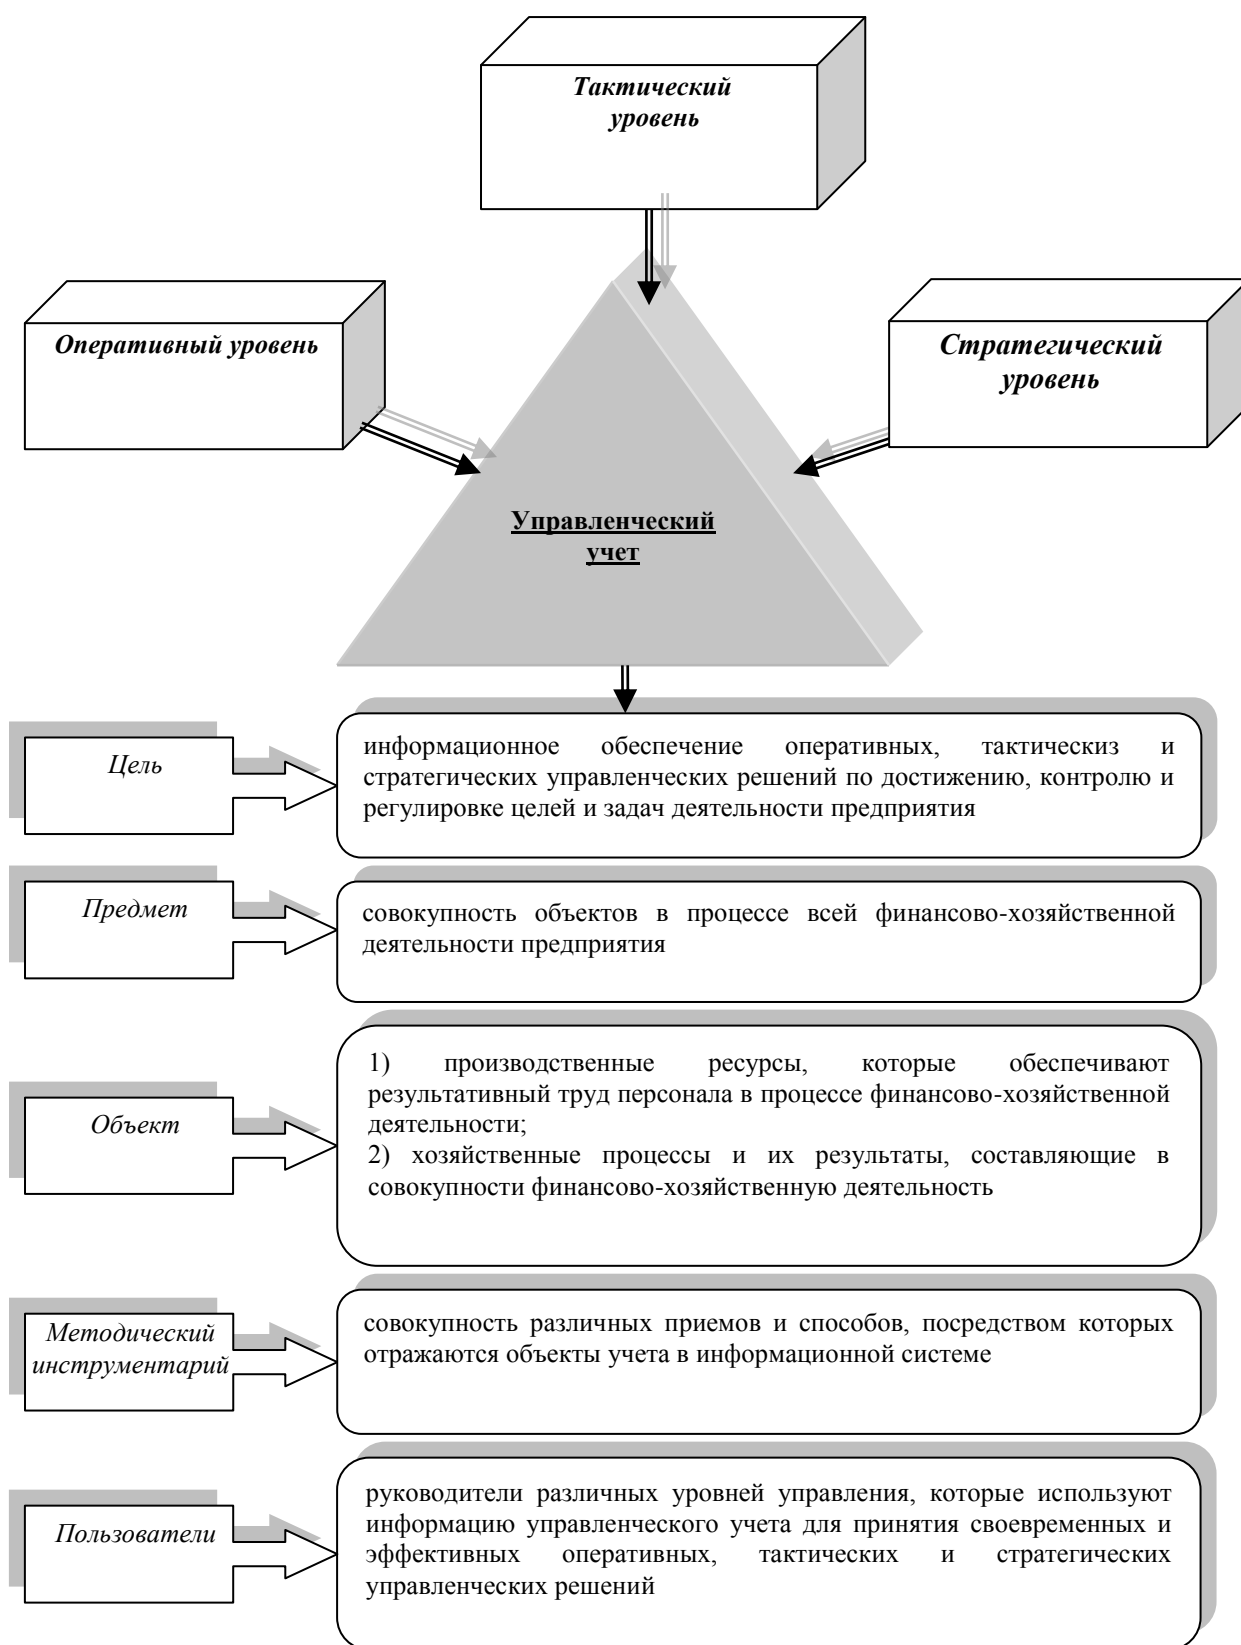 Тактический
уровень
Оперативный уровень
Стратегический
уровень
Управленческий
учет
Цель
информационное обеспечение оперативных, тактическиз и
стратегических управленческих решений по достижению, контролю и
регулировке целей и задач деятельности предприятия
Предмет
совокупность объектов в процессе всей финансово-хозяйственной
деятельности предприятия
Объект
1) производственные ресурсы, которые обеспечивают
результативный труд персонала в процессе финансово-хозяйственной
деятельности;
2) хозяйственные процессы и их результаты, составляющие в
совокупности финансово-хозяйственную деятельность
Методический
инструментарий
совокупность различных приемов и способов, посредством которых
отражаются объекты учета в информационной системе
Пользователи
руководители различных уровней управления, которые используют
информацию управленческого учета для принятия своевременных и
эффективных оперативных, тактических и стратегических
управленческих решений